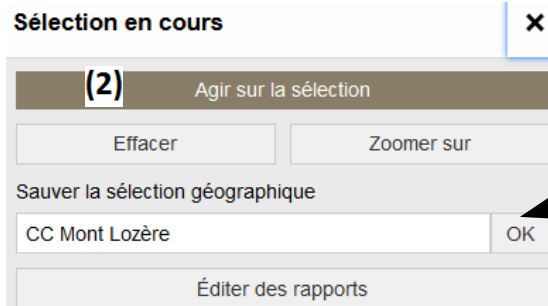 Sélection en cours ×
(2) Agir sur la sélection
Effacer Zoomer sur
Sauver la sélection géographique
CC Mont Lozère OK
Éditer des rapports